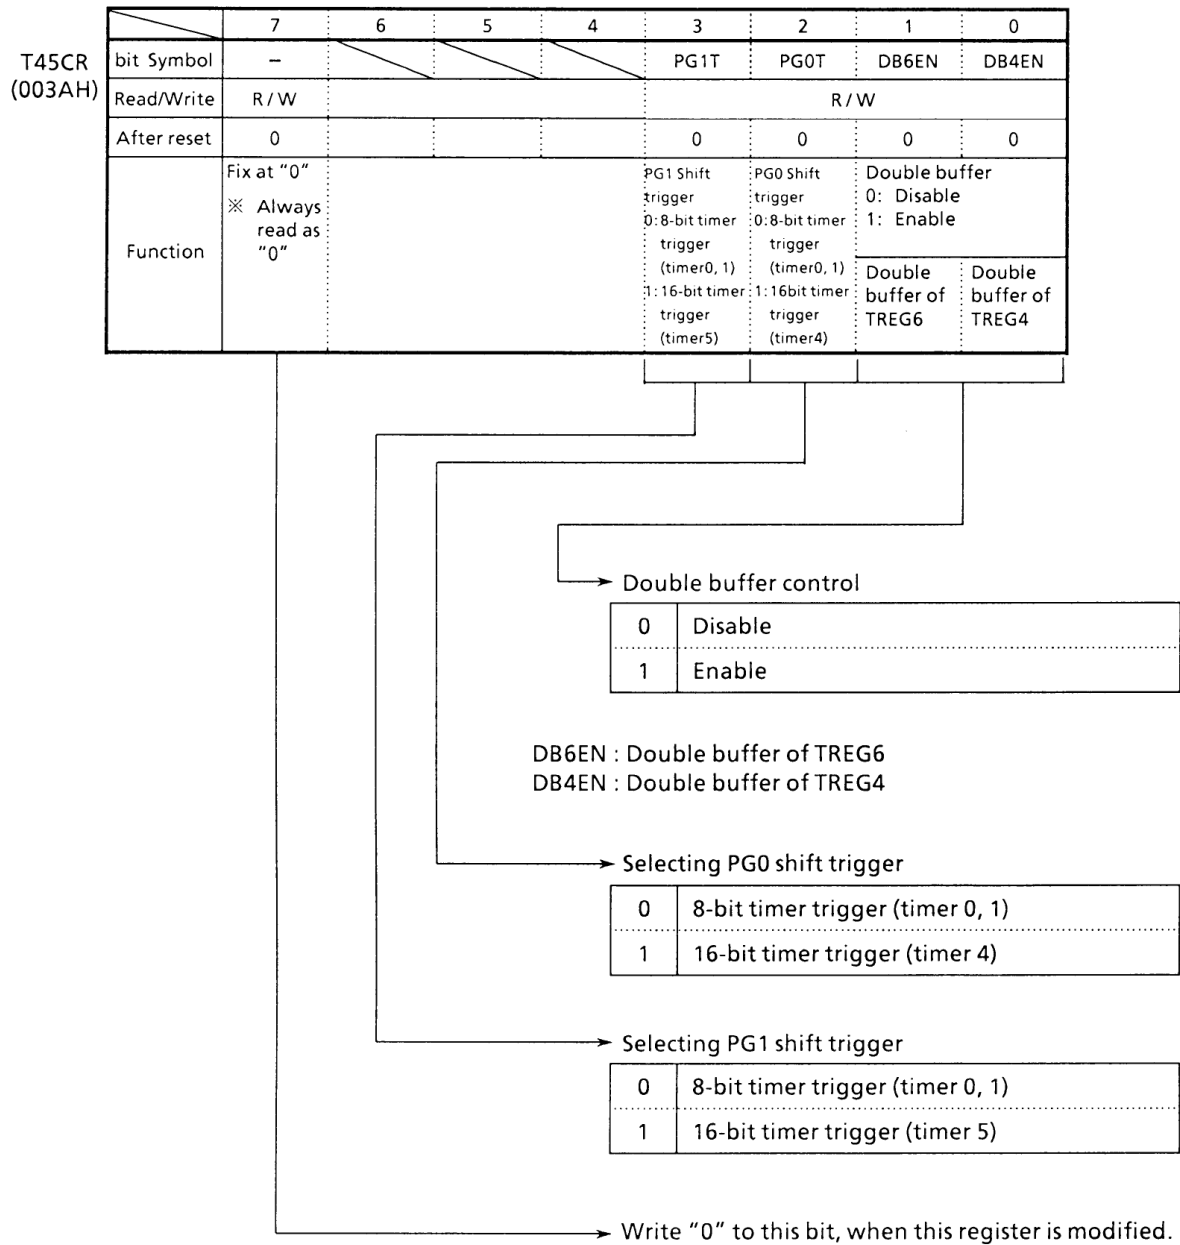 7 6 5 4 3 2 1 0
T45CR
(003AH)
bit Symbol – PG1T PG0T DB6EN DB4EN
Read/Write R/W R/W
After reset 0 0 0 0 0
Function
Fix at “0”
※ Always
read as
“0”
PG1 Shift
trigger
0:8-bit timer
trigger
(timer0, 1)
1:16-bit timer
trigger
(timer5)
PG0 Shift
trigger
0:8-bit timer
trigger
(timer0, 1)
1:16bit timer
trigger
(timer4)
Double buffer
0: Disable
1: Enable
Double
buffer of
TREG6
Double
buffer of
TREG4
Double buffer control
0 Disable
1 Enable
DB6EN : Double buffer of TREG6
DB4EN : Double buffer of TREG4
Selecting PG0 shift trigger
0 8-bit timer trigger (timer 0, 1)
1 16-bit timer trigger (timer 4)
Selecting PG1 shift trigger
0 8-bit timer trigger (timer 0, 1)
1 16-bit timer trigger (timer 5)
Write “0” to this bit, when this register is modified.